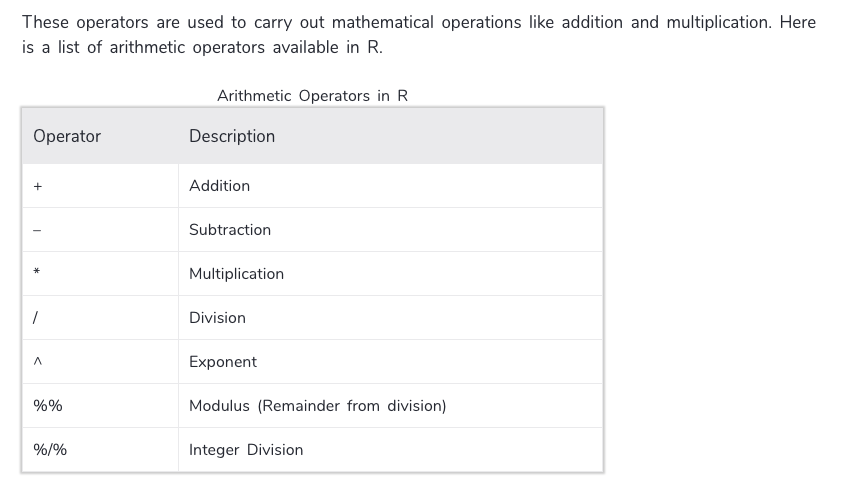 These operators are used to carry out mathematical operations like addition and multiplication. Here
is a list of arithmetic operators available in R.
Arithmetic Operators in R
Operator Description
+ Addition
– Subtraction
* Multiplication
/ Division
^ Exponent
%% Modulus (Remainder from division)
%/% Integer Division